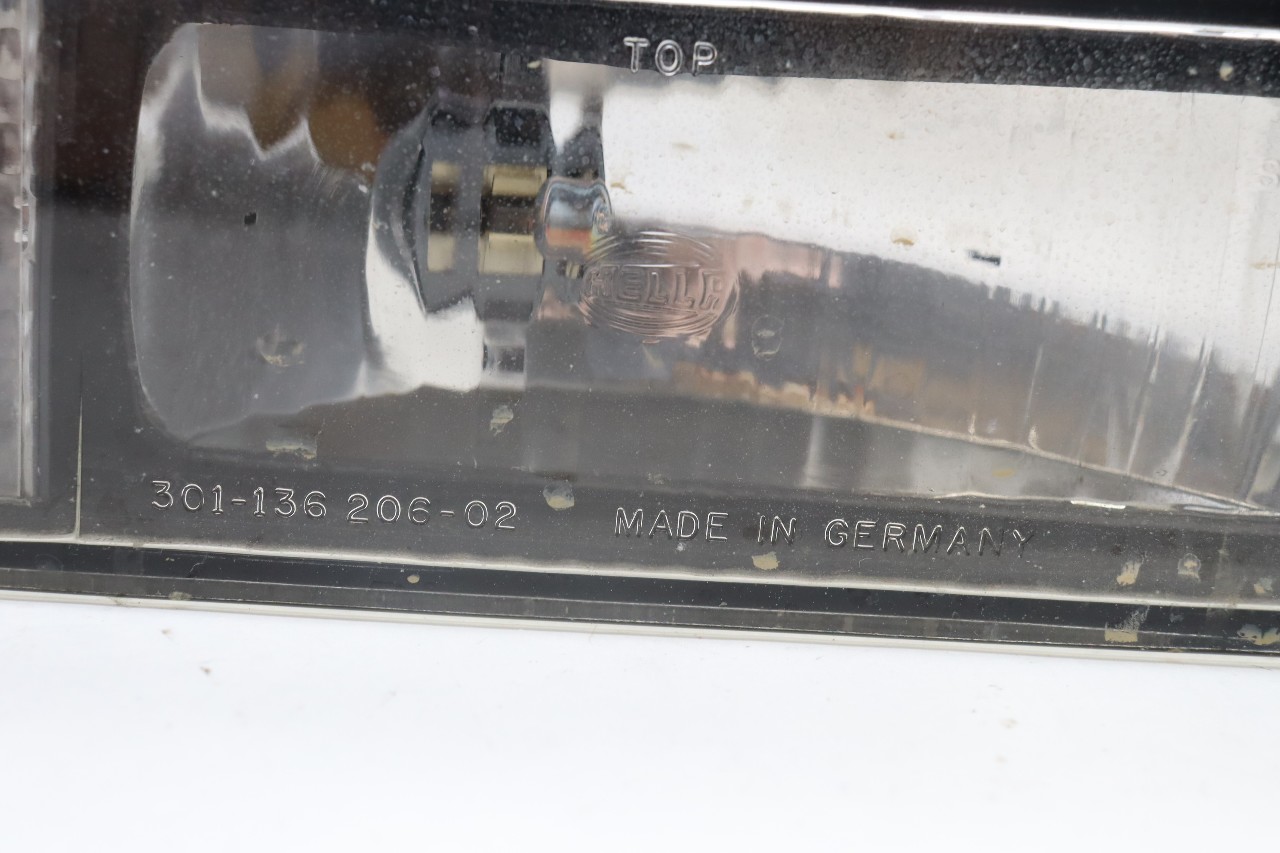 TOP
HELLA
301-136 206-02 MADE IN GERMANY